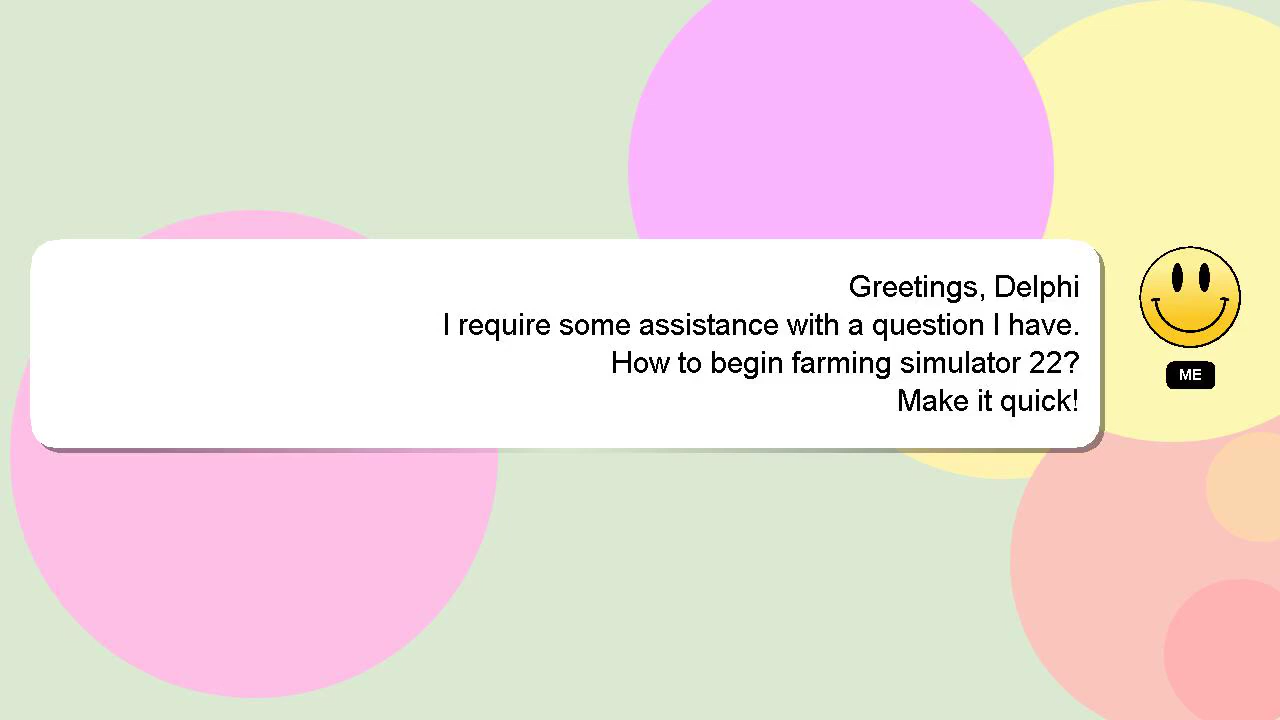 Greetings, Delphi
I require some assistance with a question I have.
How to begin farming simulator 22?
Make it quick!
ME